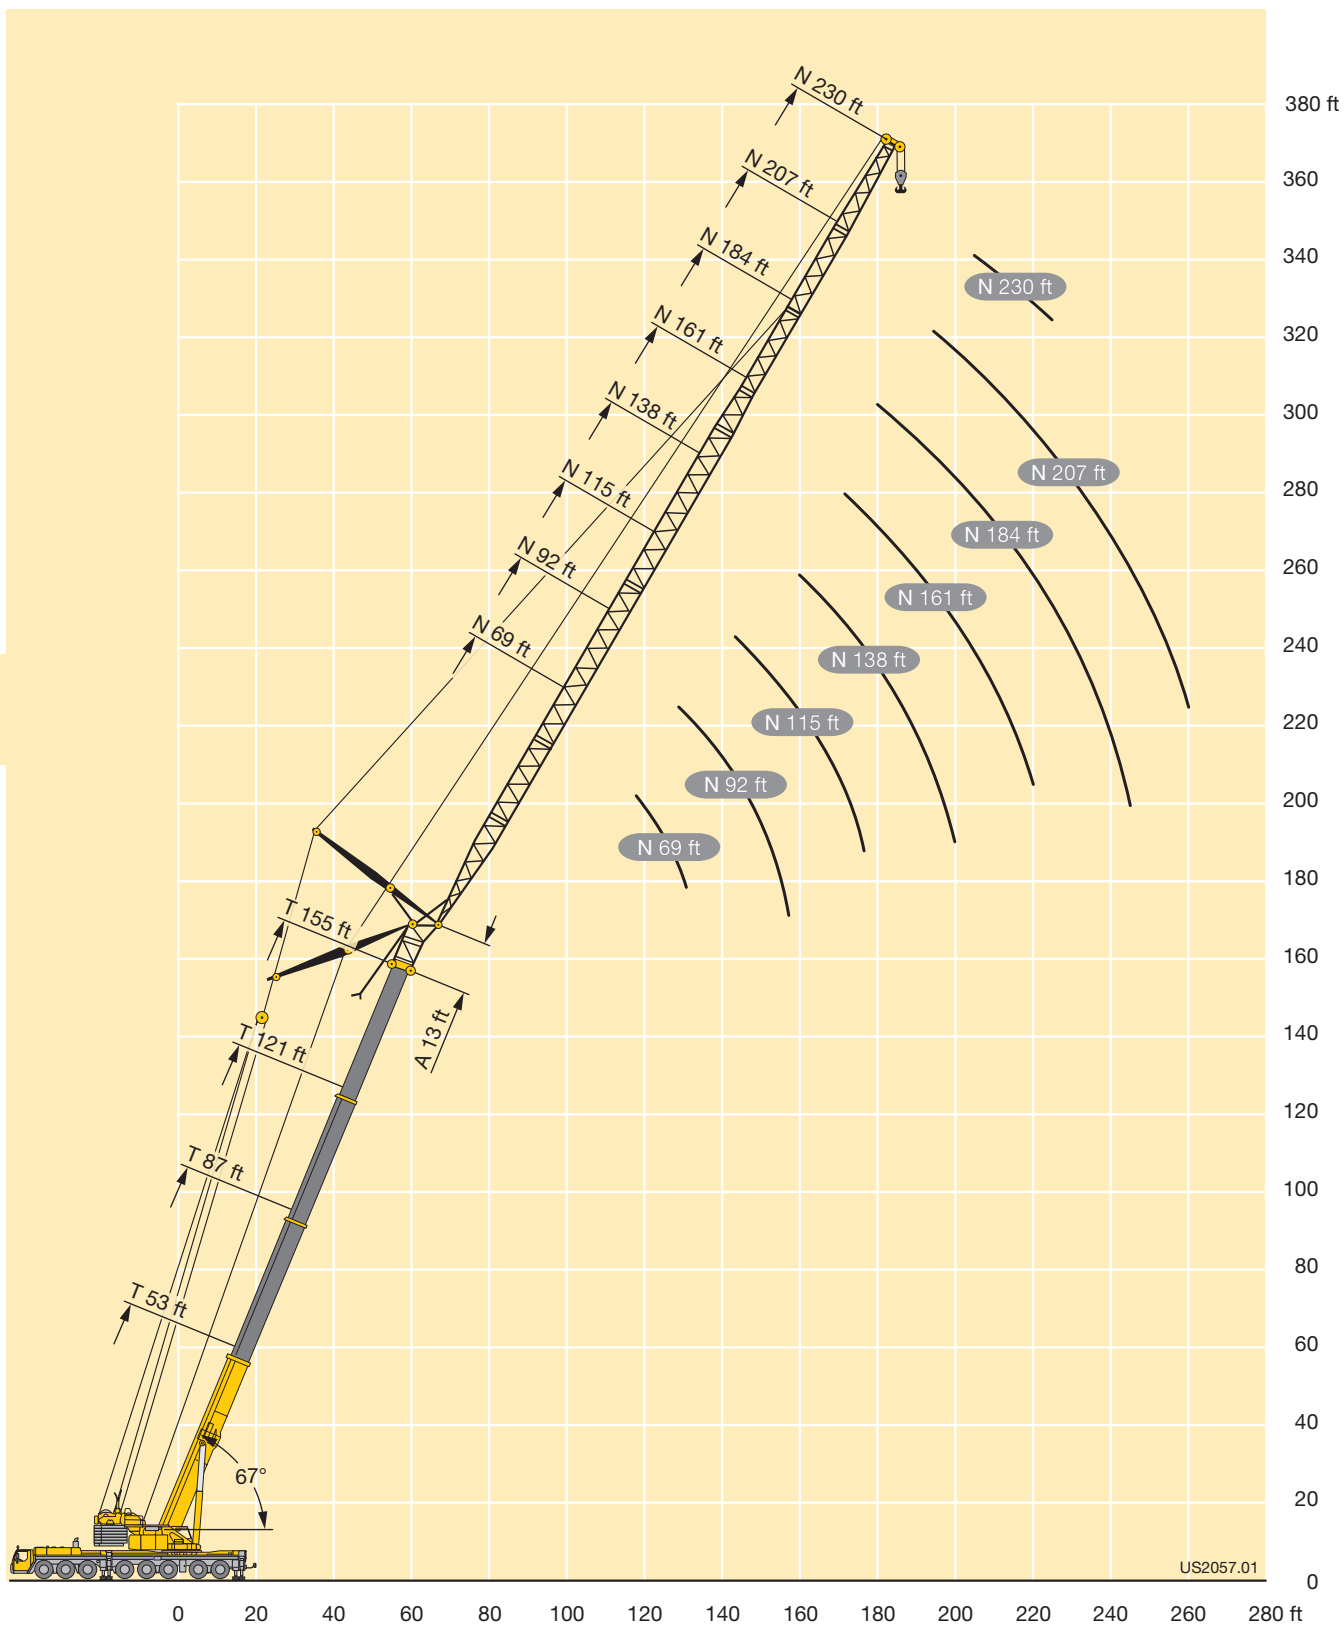 N 230 ft
380 ft
N 207 ft
360
N 184 ft
340
N 230 ft
N 161 ft
320
N 138 ft
300
N 115 ft
N 207 ft
280
N 92 ft
N 184 ft
260
N 161 ft
N 69 ft
240
N 138 ft
N 115 ft
220
N 92 ft
200
N 69 ft
180
T 155 ft
160
A 13 ft
T 121 ft
140
120
T 87 ft
100
80
T 53 ft
60
40
67°
20
US2057.01
0
0 20 40 60 80 100 120 140 160 180 200 220 240 260 280 ft